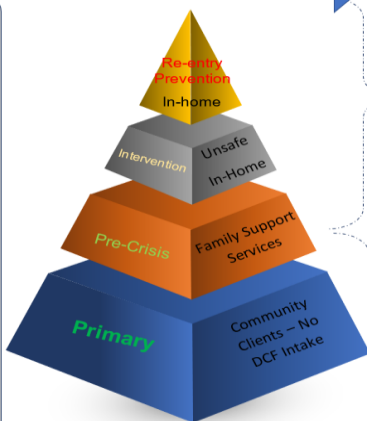 Re-entry
Prevention
In-home
Intervention
Unsafe
In-Home
Pre-Crisis
Family Support
Services
Primary
Community
Clients – No
DCF Intake